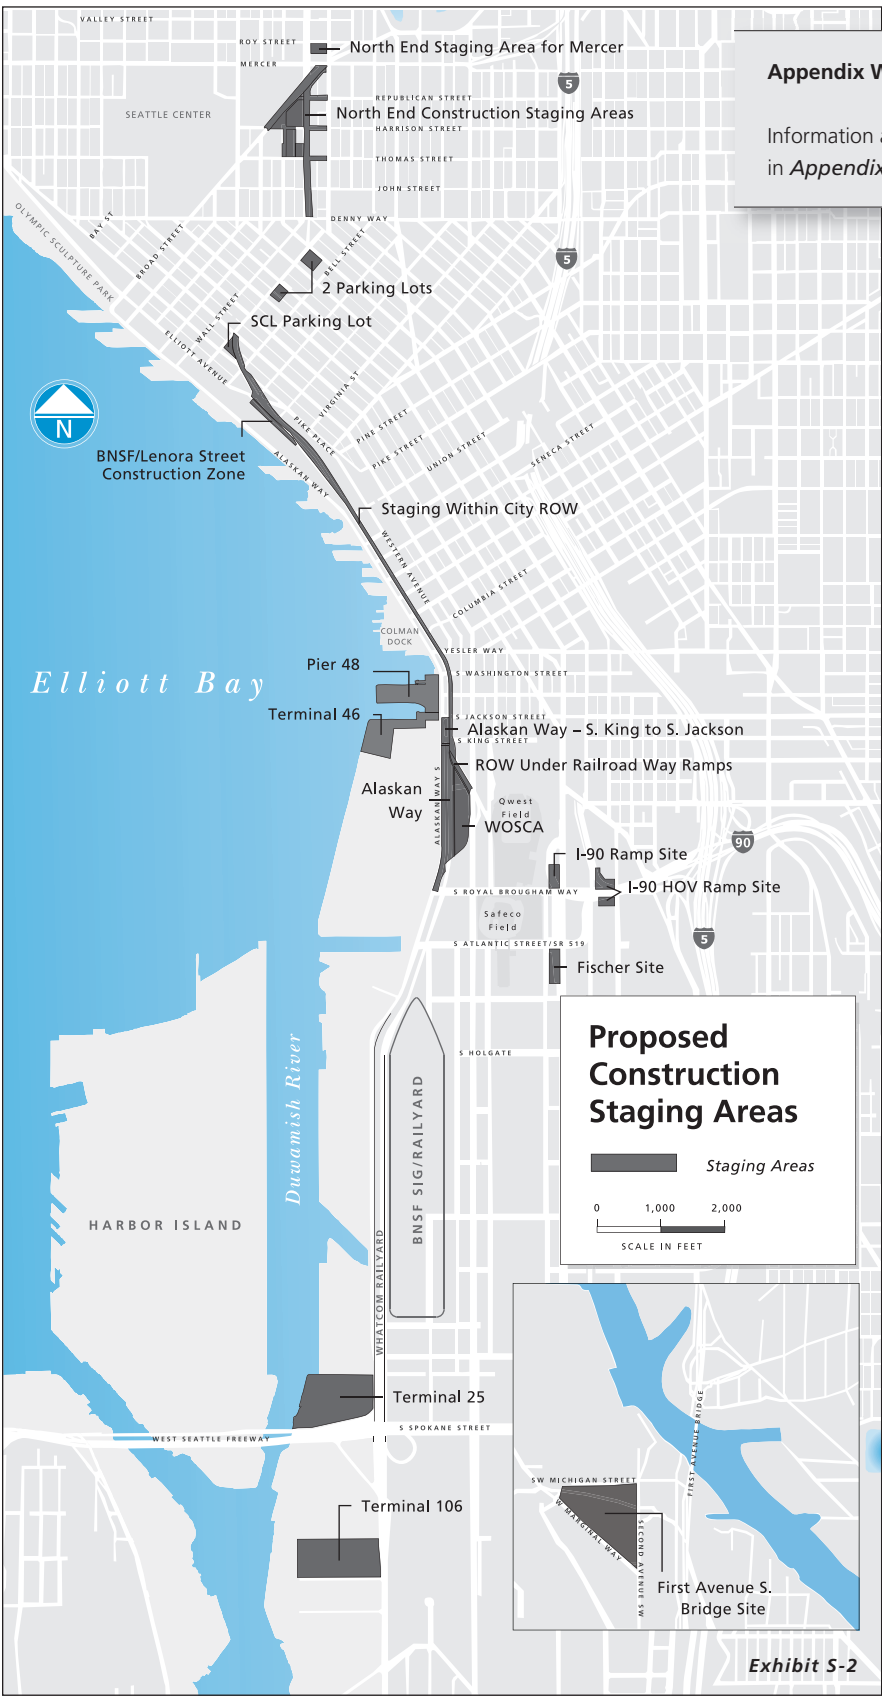 VALLEY STREET
ROY STREET
North End Staging Area for Mercer
MERCER
Appendix W
5
REPUBLICAN STREET
SEATTLE CENTER
North End Construction Staging Areas
HARRISON STREET
Information a
in Appendix
THOMAS STREET
JOHN STREET
OLYMPIC SCULPTURE PARK
BAY ST
BROAD STREET
DENNY WAY
BELL STREET
5
2 Parking Lots
WALL STREET
SCL Parking Lot
ELLIOTT AVENUE
VIRGINIA ST
N
PIKE PLACE
PINE STREET
PIKE STREET
UNION STREET
SENECA STREET
BNSF/Lenora Street
Construction Zone
ALASKAN WAY
Staging Within City ROW
WESTERN AVENUE
COLUMBIA STREET
COLMAN
DOCK
YESLER WAY
Pier 48
S WASHINGTON STREET
Elliott Bay
Terminal 46
S JACKSON STREET
Alaskan Way – S. King to S. Jackson
S KING STREET
ROW Under Railroad Way Ramps
Alaskan
Way
ALASKAN WAY S
Qwest
Field
WOSCA
90
I-90 Ramp Site
I-90 HOV Ramp Site
S ROYAL BROUGHAM WAY
Safeco
Field
5
S ATLANTIC STREET/SR 519
Fischer Site
Proposed
Construction
Staging Areas
Staging Areas
0 1,000 2,000
SCALE IN FEET
S HOLGATE
Duwamish River
BNSF SIG/RAILYARD
HARBOR ISLAND
WHATCOM RAILYARD
Terminal 25
S SPOKANE STREET
WEST SEATTLE FREEWAY
Terminal 106
FIRST AVENUE BRIDGE
SW MICHIGAN STREET
W MARGINAL WAY
SECOND AVENUE SW
First Avenue S.
Bridge Site
Exhibit S-2